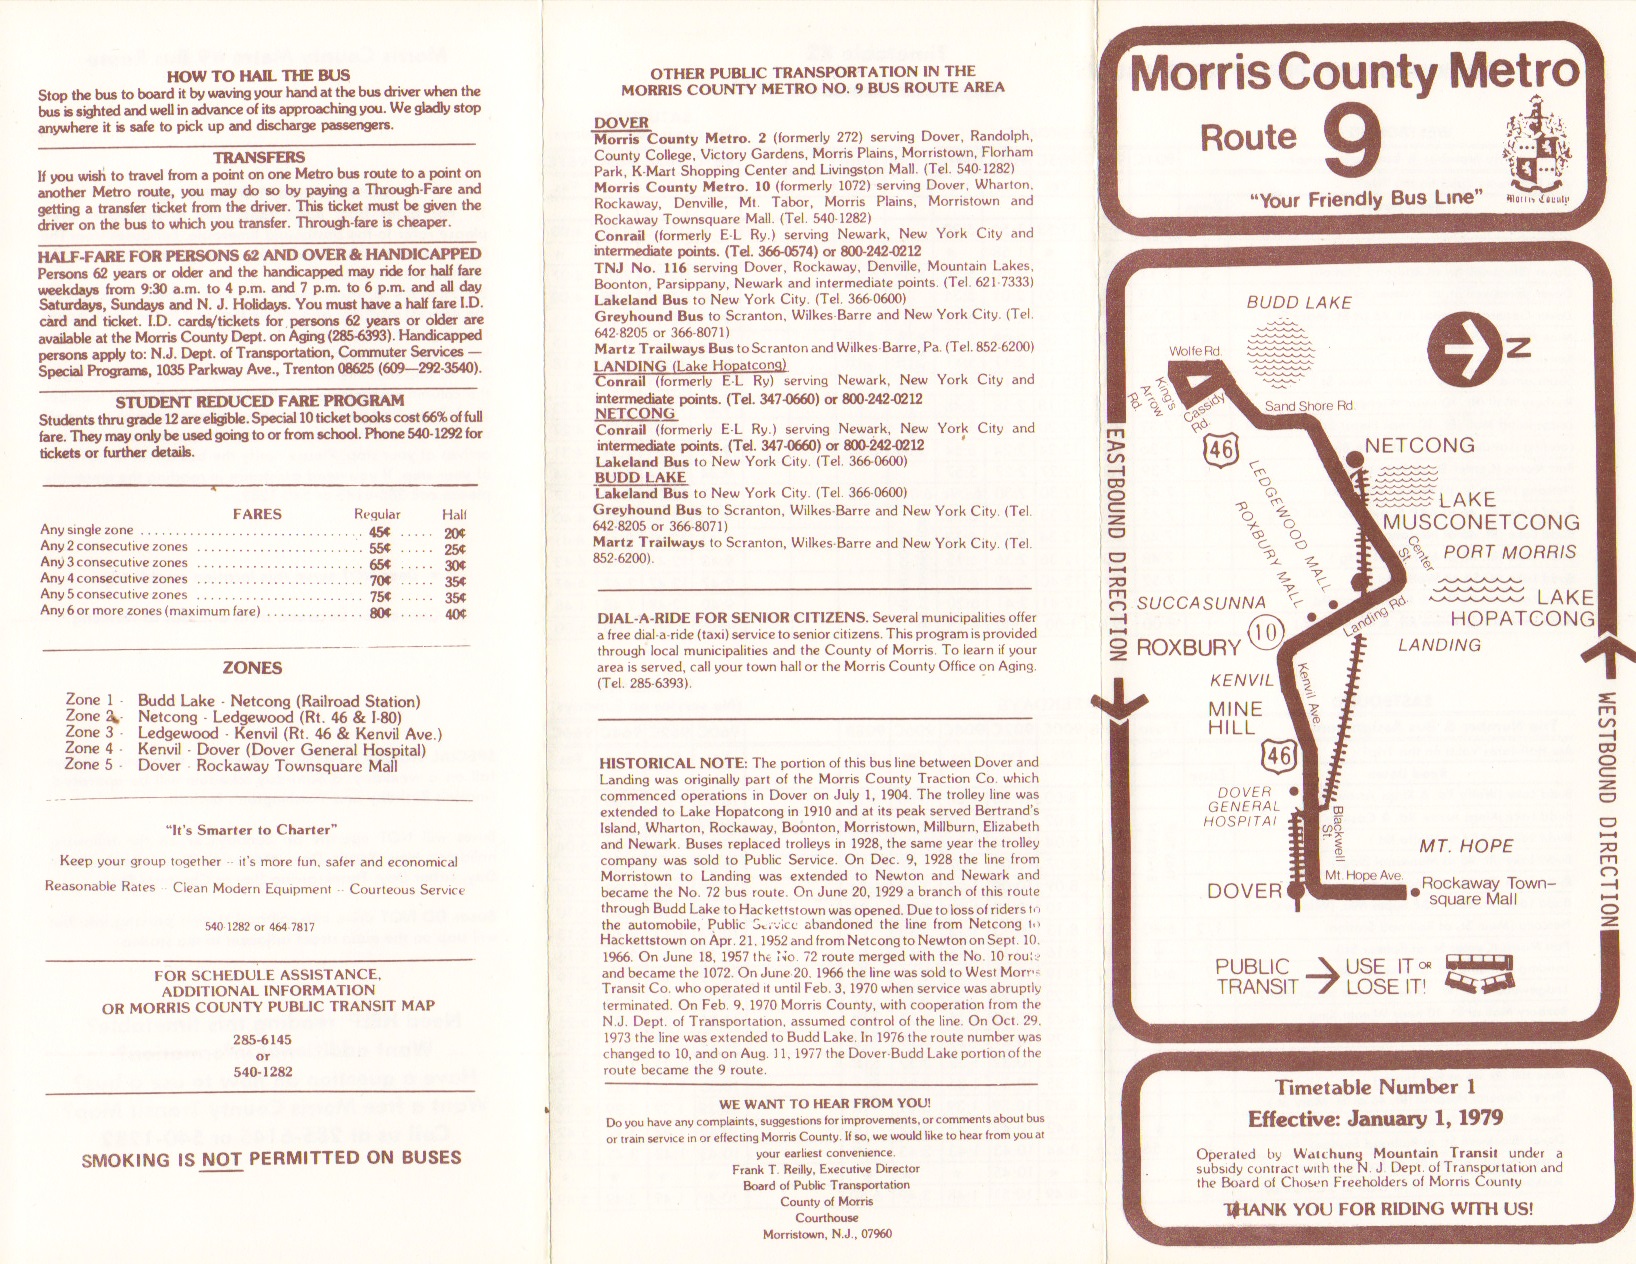 HOW TO HAIL THE BUS
Stop the bus to board it by waving your hand at the bus driver when the
bus is sighted and well in advance of its approaching you. We gladly stop
anywhere it is safe to pick up and discharge passengers.
TRANSFERS
If you wish to travel from a point on one Metro bus route to a point on
another Metro route, you may do so by paying a Through-Fare and
getting a transfer ticket from the driver. This ticket must be given the
driver on the bus to which you transfer. Through-fare is cheaper.
HALF-FARE FOR PERSONS 62 AND OVER & HANDICAPPED
Persons 62 years or older and the handicapped may ride for half fare
weekdays from 9:30 a.m. to 4 p.m. and 7 p.m. to 6 p.m. and all day
Saturdays, Sundays and N. J. Holidays. You must have a half fare I.D.
card and ticket. I.D. cards/tickets for persons 62 years or older are
available at the Morris County Dept. on Aging (285-6393). Handicapped
persons apply to: N.J. Dept. of Transportation, Commuter Services —
Special Programs, 1035 Parkway Ave., Trenton 08625 (609—292-3540).
STUDENT REDUCED FARE PROGRAM
Students thru grade 12 are eligible. Special 10 ticket books cost 66% of full
fare. They may only be used going to or from school. Phone 540-1292 for
tickets or further details.
FARES Regular Half
Any single zone 45¢ 20¢
Any 2 consecutive zones 55¢ 25¢
Any 3 consecutive zones 65¢ 30¢
Any 4 consecutive zones 70¢ 35¢
Any 5 consecutive zones 75¢ 35¢
Any 6 or more zones (maximum fare) 80¢ 40¢
ZONES
Zone 1 - Budd Lake - Netcong (Railroad Station)
Zone 2 - Netcong - Ledgewood (Rt. 46 & I-80)
Zone 3 - Ledgewood - Kenvil (Rt. 46 & Kenvil Ave.)
Zone 4 - Kenvil - Dover (Dover General Hospital)
Zone 5 - Dover - Rockaway Townsquare Mall
"It's Smarter to Charter"
Keep your group together -- it's more fun, safer and economical
Reasonable Rates -- Clean Modern Equipment -- Courteous Service
540-1282 or 464-7817
FOR SCHEDULE ASSISTANCE,
ADDITIONAL INFORMATION
OR MORRIS COUNTY PUBLIC TRANSIT MAP
285-6145
or
540-1282
SMOKING IS NOT PERMITTED ON BUSES
OTHER PUBLIC TRANSPORTATION IN THE
MORRIS COUNTY METRO NO. 9 BUS ROUTE AREA
DOVER
Morris County Metro. 2 (formerly 272) serving Dover, Randolph,
County College, Victory Gardens, Morris Plains, Morristown, Florham
Park, K-Mart Shopping Center and Livingston Mall. (Tel. 540-1282)
Morris County Metro. 10 (formerly 1072) serving Dover, Wharton,
Rockaway, Denville, Mt. Tabor, Morris Plains, Morristown and
Rockaway Townsquare Mall. (Tel. 540-1282)
Conrail (formerly E-L Ry.) serving Newark, New York City and
intermediate points. (Tel. 366-0574) or 800-242-0212
TNJ No. 116 serving Dover, Rockaway, Denville, Mountain Lakes,
Boonton, Parsippany, Newark and intermediate points. (Tel. 621-7333)
Lakeland Bus to New York City. (Tel. 366-0600)
Greyhound Bus to Scranton, Wilkes-Barre and New York City. (Tel.
642-8205 or 366-8071)
Martz Trailways Bus to Scranton and Wilkes-Barre, Pa. (Tel. 852-6200)
LANDING (Lake Hopatcong)
Conrail (formerly E-L Ry) serving Newark, New York City and
intermediate points. (Tel. 347-0660) or 800-242-0212
NETCONG
Conrail (formerly E-L Ry.) serving Newark, New York City and
intermediate points. (Tel. 347-0660) or 800-242-0212
Lakeland Bus to New York City. (Tel. 366-0600)
BUDD LAKE
Lakeland Bus to New York City. (Tel. 366-0600)
Greyhound Bus to Scranton, Wilkes-Barre and New York City. (Tel.
642-8205 or 366-8071)
Martz Trailways to Scranton, Wilkes-Barre and New York City. (Tel.
852-6200).
DIAL-A-RIDE FOR SENIOR CITIZENS. Several municipalities offer
a free dial-a-ride (taxi) service to senior citizens. This program is provided
through local municipalities and the County of Morris. To learn if your
area is served, call your town hall or the Morris County Office on Aging.
(Tel. 285-6393).
HISTORICAL NOTE: The portion of this bus line between Dover and
Landing was originally part of the Morris County Traction Co. which
commenced operations in Dover on July 1, 1904. The trolley line was
extended to Lake Hopatcong in 1910 and at its peak served Bertrand's
Island, Wharton, Rockaway, Boonton, Morristown, Millburn, Elizabeth
and Newark. Buses replaced trolleys in 1928, the same year the trolley
company was sold to Public Service. On Dec. 9, 1928 the line from
Morristown to Landing was extended to Newton and Newark and
became the No. 72 bus route. On June 20, 1929 a branch of this route
through Budd Lake to Hackettstown was opened. Due to loss of riders to
the automobile, Public Service abandoned the line from Netcong to
Hackettstown on Apr. 21, 1952 and from Netcong to Newton on Sept. 10,
1966. On June 18, 1957 the No. 72 route merged with the No. 10 route
and became the 1072. On June 20, 1966 the line was sold to West Morris
Transit Co. who operated it until Feb. 3, 1970 when service was abruptly
terminated. On Feb. 9, 1970 Morris County, with cooperation from the
N.J. Dept. of Transportation, assumed control of the line. On Oct. 29,
1973 the line was extended to Budd Lake. In 1976 the route number was
changed to 10, and on Aug. 11, 1977 the Dover-Budd Lake portion of the
route became the 9 route.
WE WANT TO HEAR FROM YOU!
Do you have any complaints, suggestions for improvements, or comments about bus
or train service in or effecting Morris County. If so, we would like to hear from you at
your earliest convenience.
Frank T. Reilly, Executive Director
Board of Public Transportation
County of Morris
Courthouse
Morristown, N.J., 07960
Morris County Metro
Route 9
"Your Friendly Bus Line"
Morris County
BUDD LAKE
N
Wolfe Rd.
King's Arrow Rd.
Cassidy Rd.
Sand Shore Rd
46
EASTBOUND DIRECTION
NETCONG
LAKE
MUSCONETCONG
LEDGEWOOD MALL
ROXBURY MALL
Center St.
PORT MORRIS
SUCCASUNNA
LAKE
HOPATCONG
Landing Rd.
10
ROXBURY
LANDING
KENVIL
Kenvil Ave.
MINE
HILL
46
WESTBOUND DIRECTION
DOVER
GENERAL
HOSPITAL
Blackwell St.
MT. HOPE
Mt. Hope Ave.
DOVER
Rockaway Town-
square Mall
PUBLIC TRANSIT → USE IT OR LOSE IT!
Timetable Number 1
Effective: January 1, 1979
Operated by Watchung Mountain Transit under a
subsidy contract with the N. J. Dept. of Transportation and
the Board of Chosen Freeholders of Morris County
THANK YOU FOR RIDING WITH US!